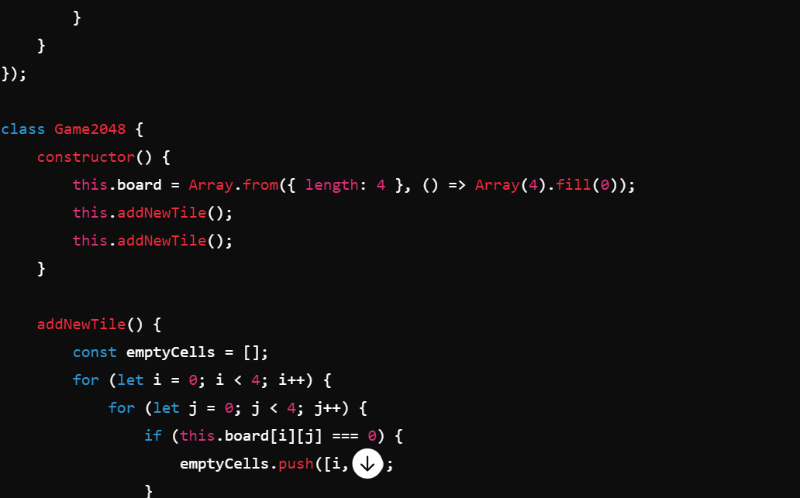 }
    }
});

class Game2048 {
    constructor() {
        this.board = Array.from({ length: 4 }, () => Array(4).fill(0));
        this.addNewTile();
        this.addNewTile();
    }

    addNewTile() {
        const emptyCells = [];
        for (let i = 0; i < 4; i++) {
            for (let j = 0; j < 4; j++) {
                if (this.board[i][j] === 0) {
                    emptyCells.push([i, ;
                }